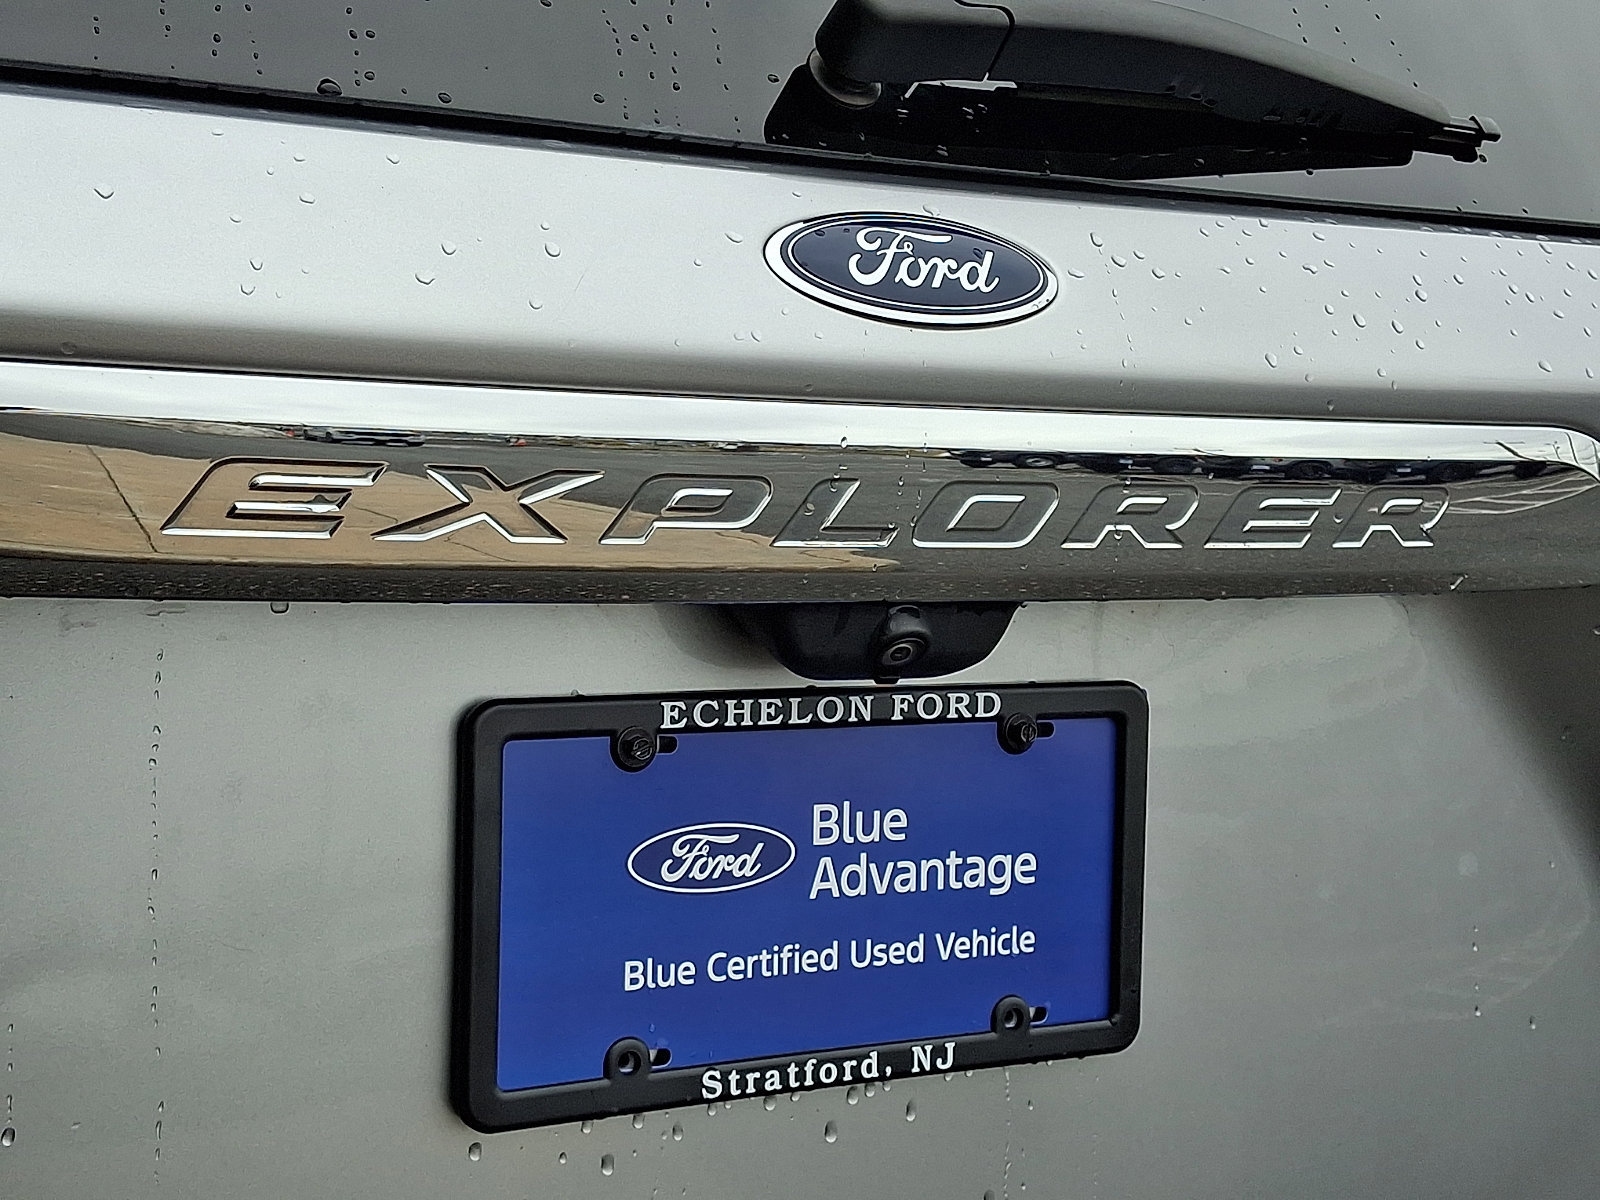 Ford
EXPLORER
ECHELON FORD
Ford
Blue
Advantage
Blue Certified Used Vehicle
Stratford, NJ